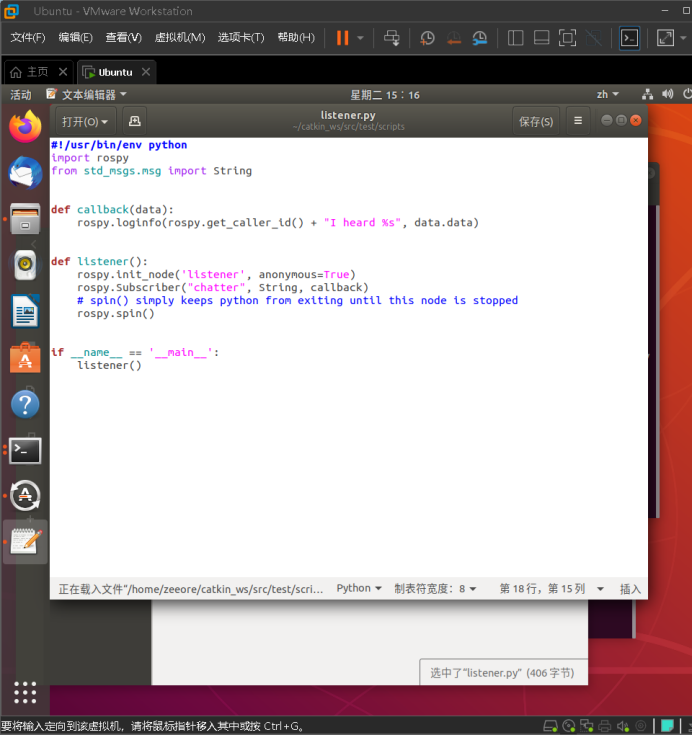 Ubuntu - VMware Workstation
文件(F) 编辑(E) 查看(V) 虚拟机(M) 选项卡(T) 帮助(H)
主页 Ubuntu
活动 文本编辑器 星期二 15：16 zh
打开(O) listener.py 保存(S)
~/catkin_ws/src/test/scripts
#!/usr/bin/env python
import rospy
from std_msgs.msg import String
def callback(data):
    rospy.loginfo(rospy.get_caller_id() + "I heard %s", data.data)
def listener():
    rospy.init_node('listener', anonymous=True)
    rospy.Subscriber("chatter", String, callback)
    # spin() simply keeps python from exiting until this node is stopped
    rospy.spin()
if __name__ == '__main__':
    listener()
正在载入文件“/home/zeeore/catkin_ws/src/test/scri… Python 制表符宽度：8 第 18 行，第 15 列 插入
选中了“listener.py” (406 字节)
要将输入定向到该虚拟机，请将鼠标指针移入其中或按 Ctrl+G。